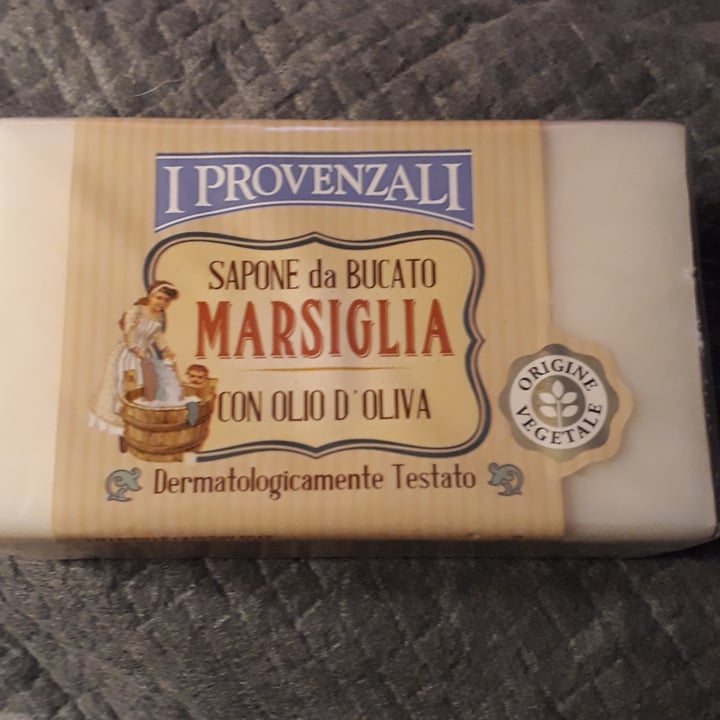 I PROVENZALI
SAPONE da BUCATO
MARSIGLIA
CON OLIO D'OLIVA
ORIGINE
VEGETALE
Dermatologicamente Testato